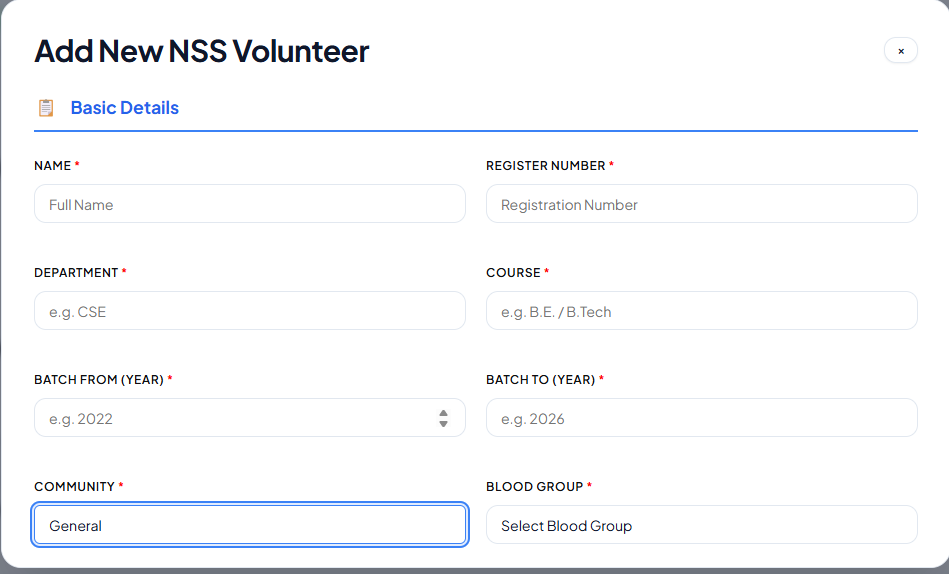 Add New NSS Volunteer
×
Basic Details
NAME * REGISTER NUMBER *
Full Name Registration Number
DEPARTMENT * COURSE *
e.g. CSE e.g. B.E. / B.Tech
BATCH FROM (YEAR) * BATCH TO (YEAR) *
e.g. 2022 e.g. 2026
COMMUNITY * BLOOD GROUP *
General Select Blood Group